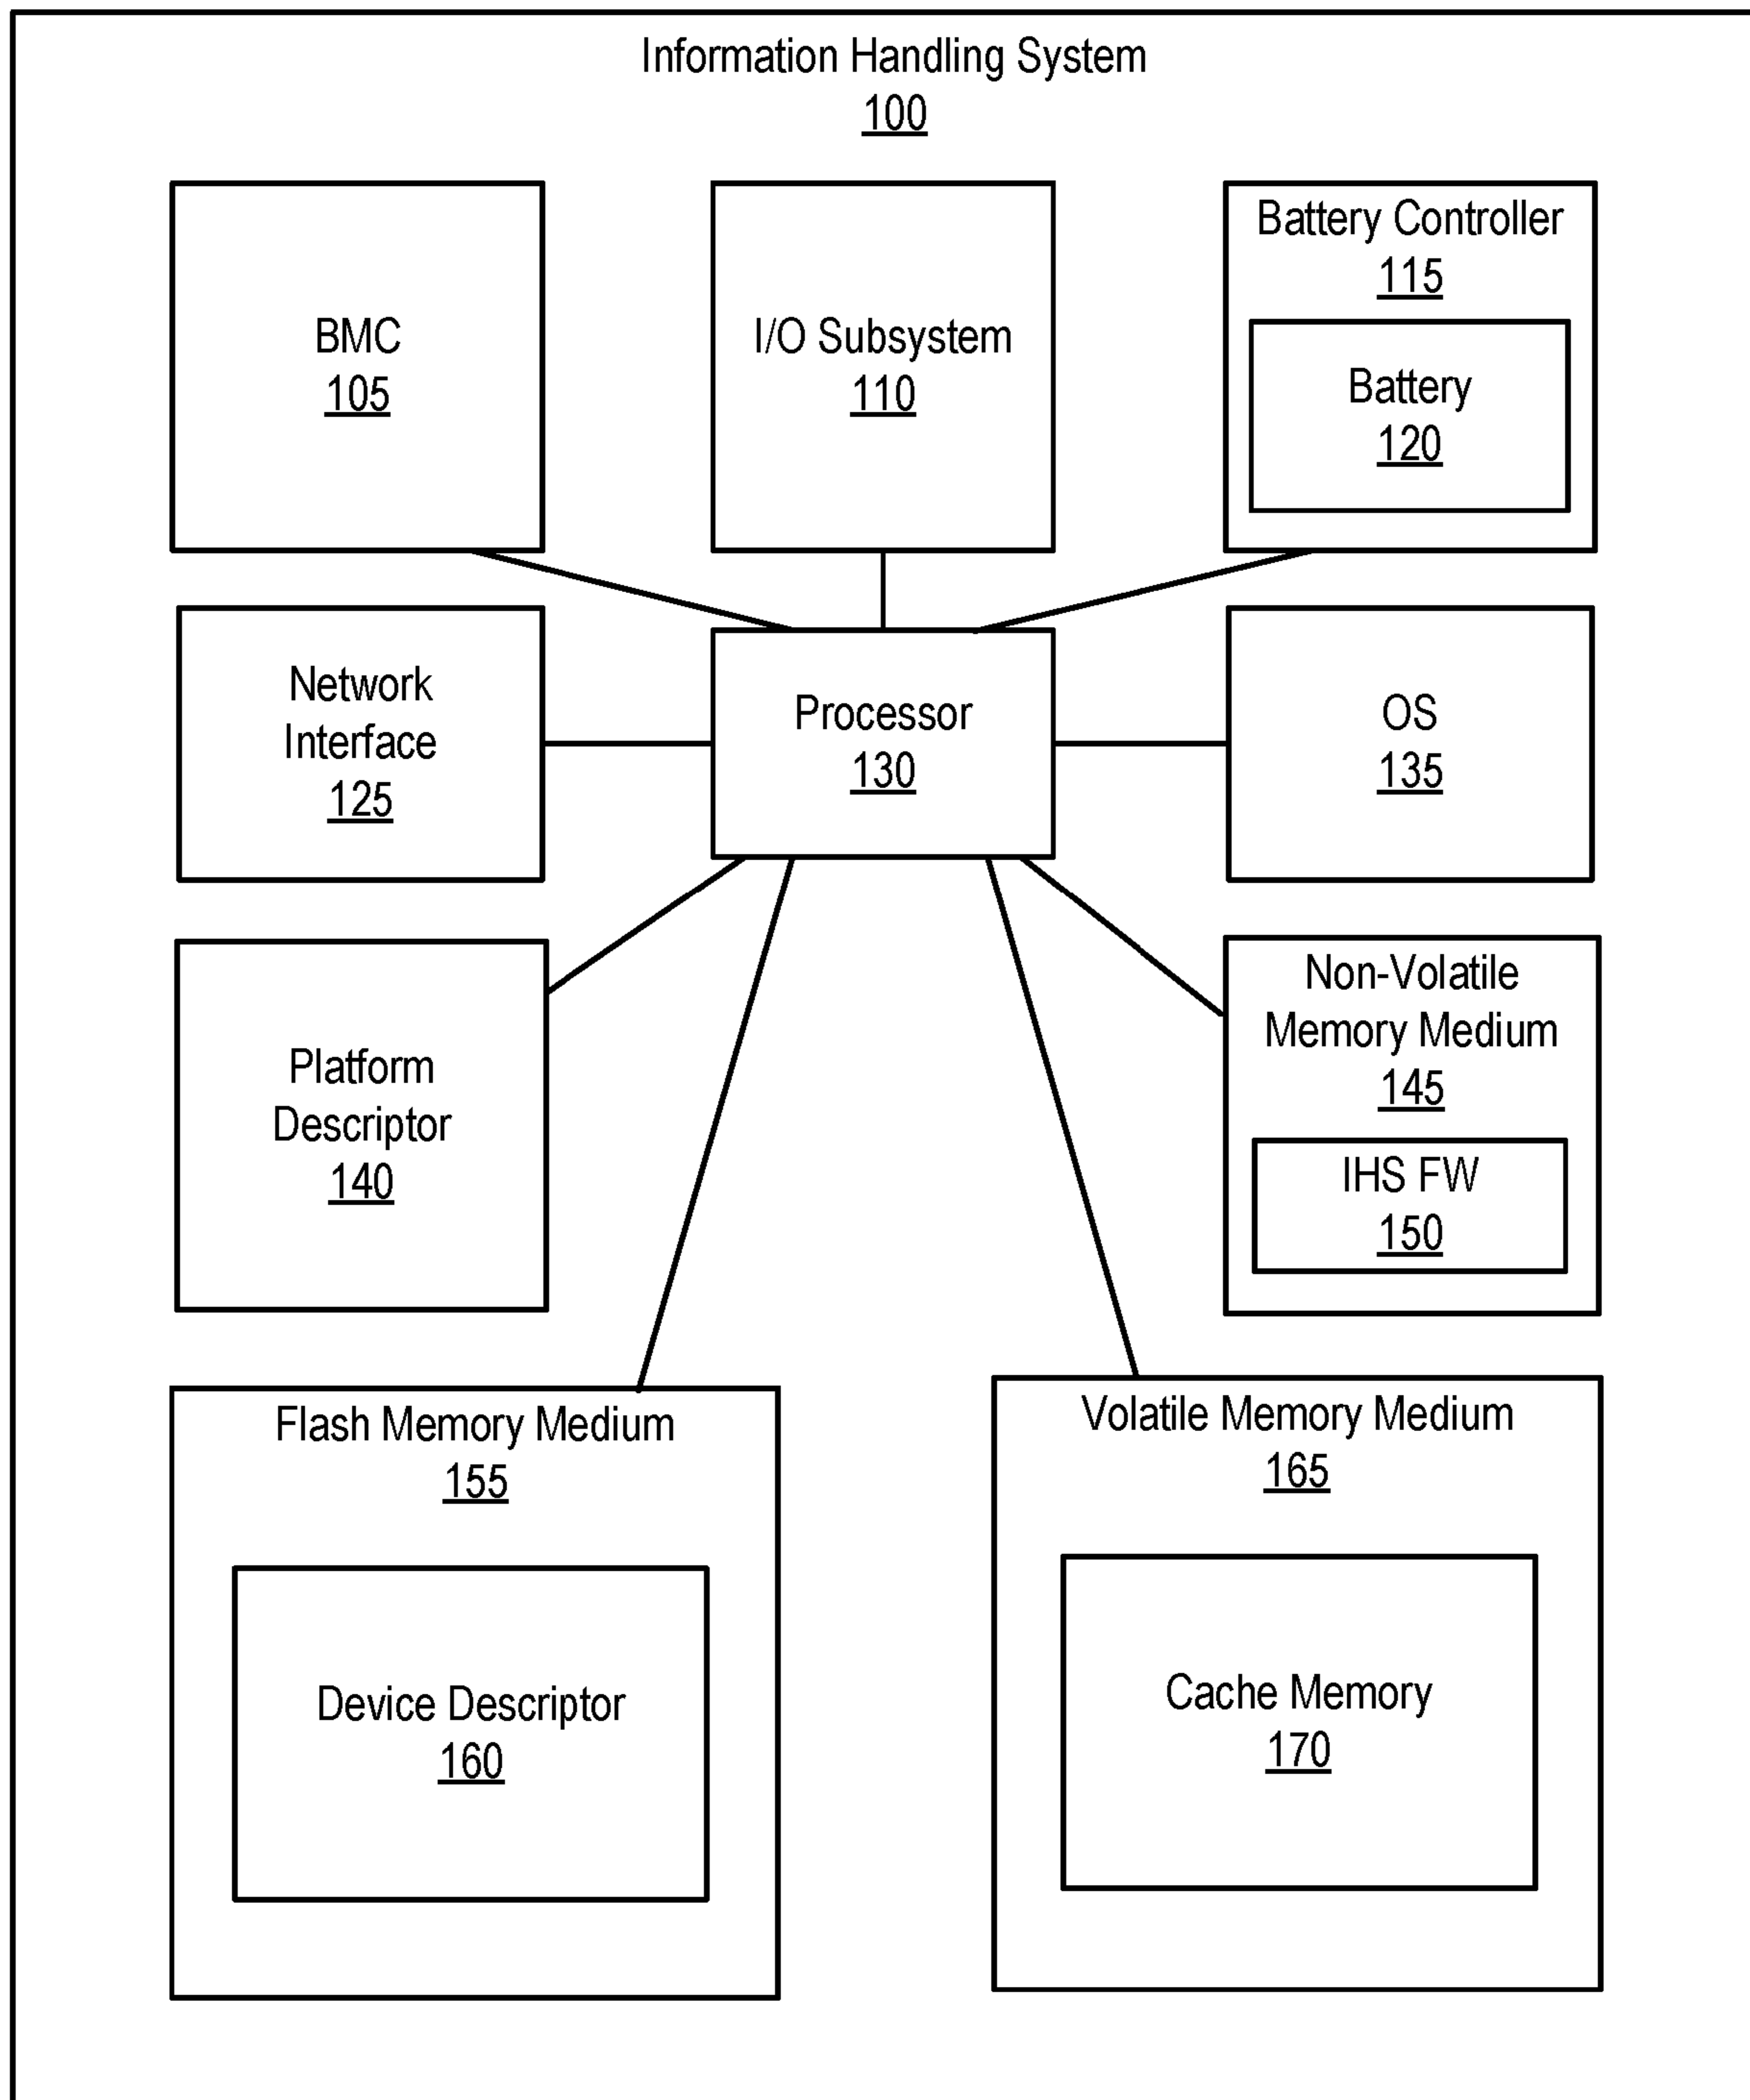 Information Handling System
100
BMC
105
I/O Subsystem
110
Battery Controller
115
Battery
120
Network
Interface
125
Processor
130
OS
135
Platform
Descriptor
140
Non-Volatile
Memory Medium
145
IHS FW
150
Flash Memory Medium
155
Device Descriptor
160
Volatile Memory Medium
165
Cache Memory
170